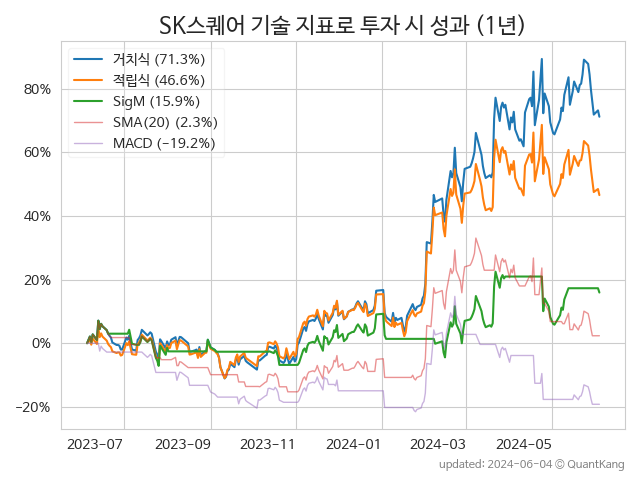 SK스퀘어 기술 지표로 투자 시 성과 (1년)
거치식 (71.3%)
적립식 (46.6%)
SigM (15.9%)
SMA(20) (2.3%)
MACD (−19.2%)
80%
60%
40%
20%
0%
−20%
2023-07 2023-09 2023-11 2024-01 2024-03 2024-05
updated: 2024-06-04 © QuantKang